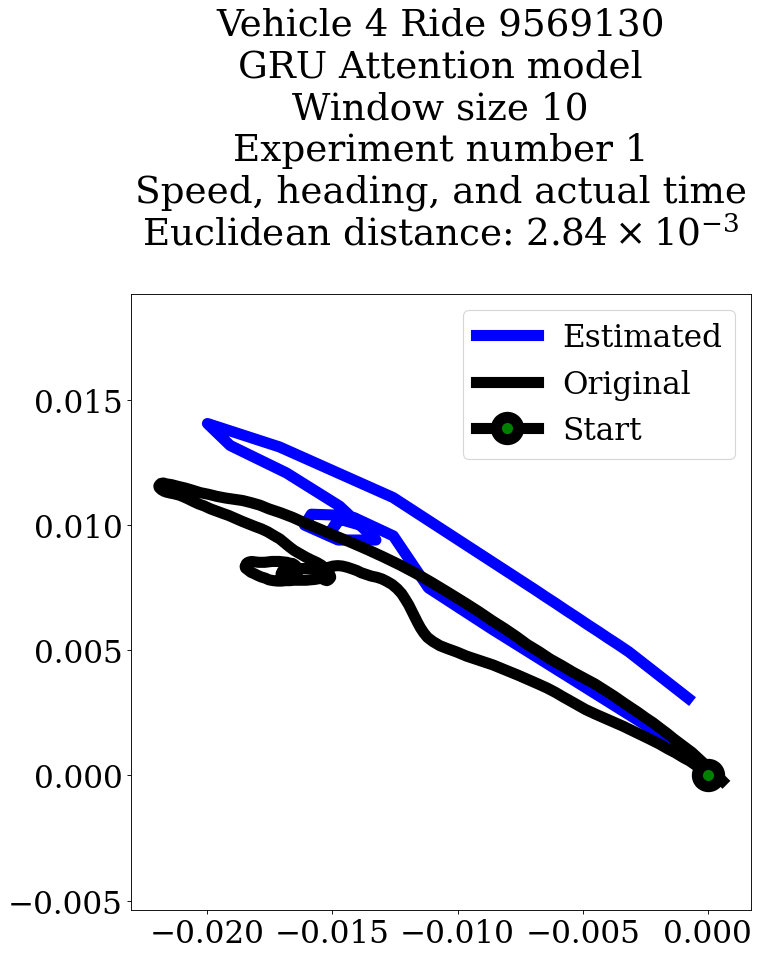 Vehicle 4 Ride 9569130
GRU Attention model
Window size 10
Experiment number 1
Speed, heading, and actual time
Euclidean distance: 2.84 × 10⁻³
Estimated
Original
Start
0.015
0.010
0.005
0.000
−0.005
−0.020 −0.015 −0.010 −0.005 0.000